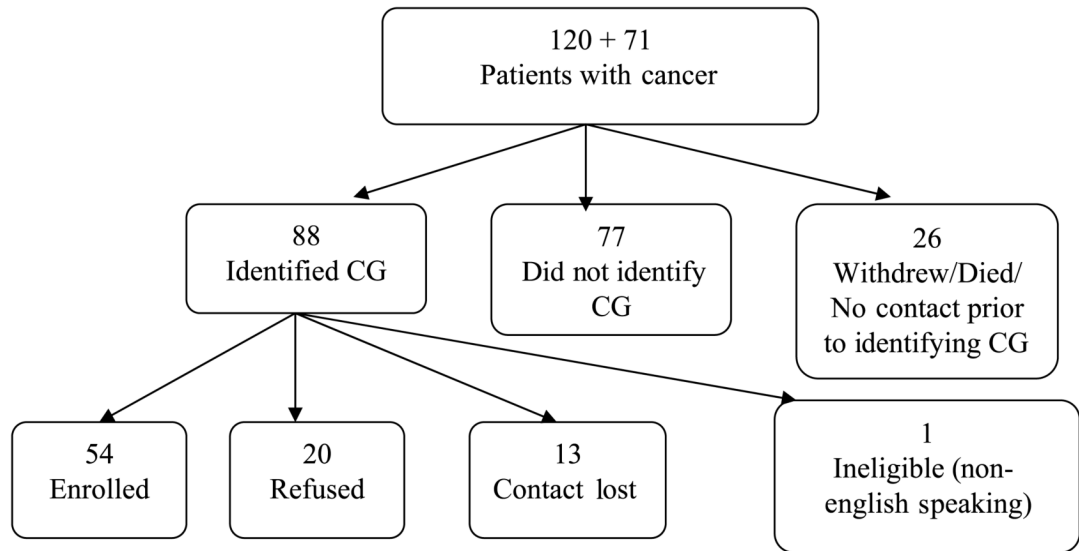 120 + 71
Patients with cancer
88
Identified CG
77
Did not identify
CG
26
Withdrew/Died/
No contact prior
to identifying CG
54
Enrolled
20
Refused
13
Contact lost
1
Ineligible (non-
english speaking)